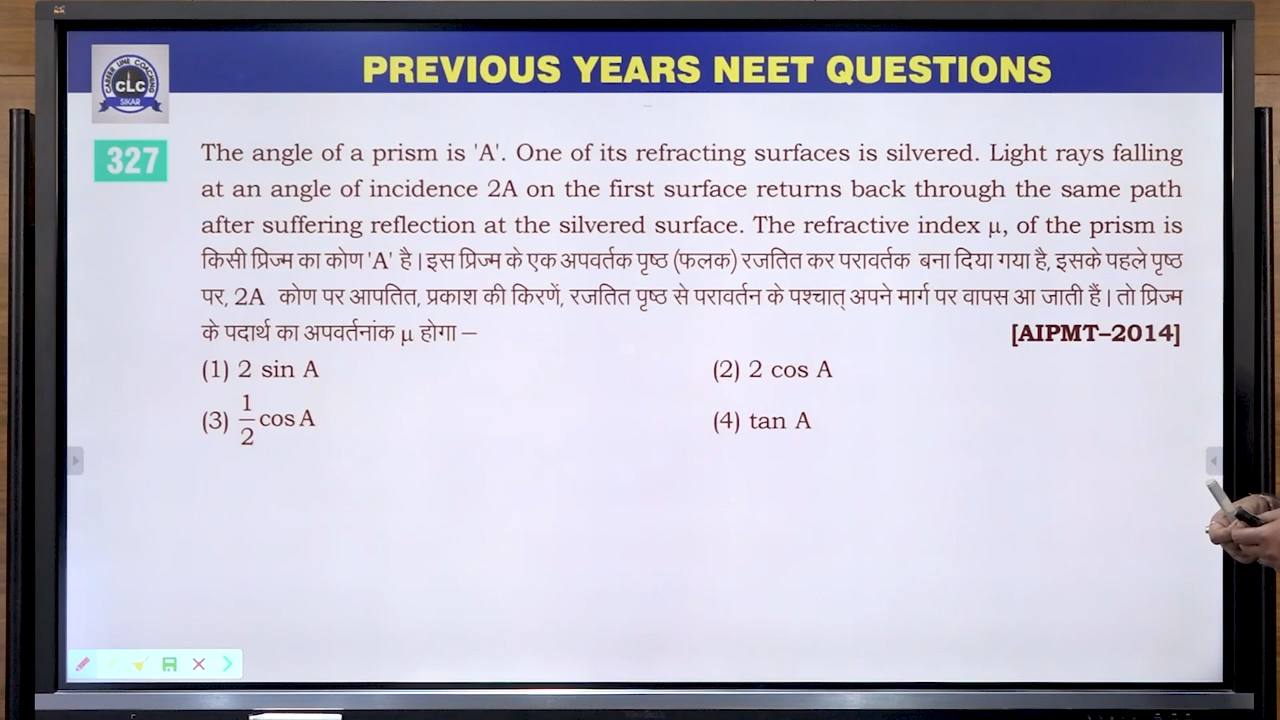 PREVIOUS YEARS NEET QUESTIONS
CAREER LINE COACHING
CLC
SIKAR
327
The angle of a prism is 'A'. One of its refracting surfaces is silvered. Light rays falling
at an angle of incidence 2A on the first surface returns back through the same path
after suffering reflection at the silvered surface. The refractive index μ, of the prism is
किसी प्रिज्म का कोण 'A' है। इस प्रिज्म के एक अपवर्तक पृष्ठ (फलक) रजतित कर परावर्तक बना दिया गया है, इसके पहले पृष्ठ
पर, 2A कोण पर आपतित, प्रकाश की किरणें, रजतित पृष्ठ से परावर्तन के पश्चात् अपने मार्ग पर वापस आ जाती हैं। तो प्रिज्म
के पदार्थ का अपवर्तनांक μ होगा –
[AIPMT–2014]
(1) 2 sin A
(2) 2 cos A
(3) 1/2 cos A
(4) tan A